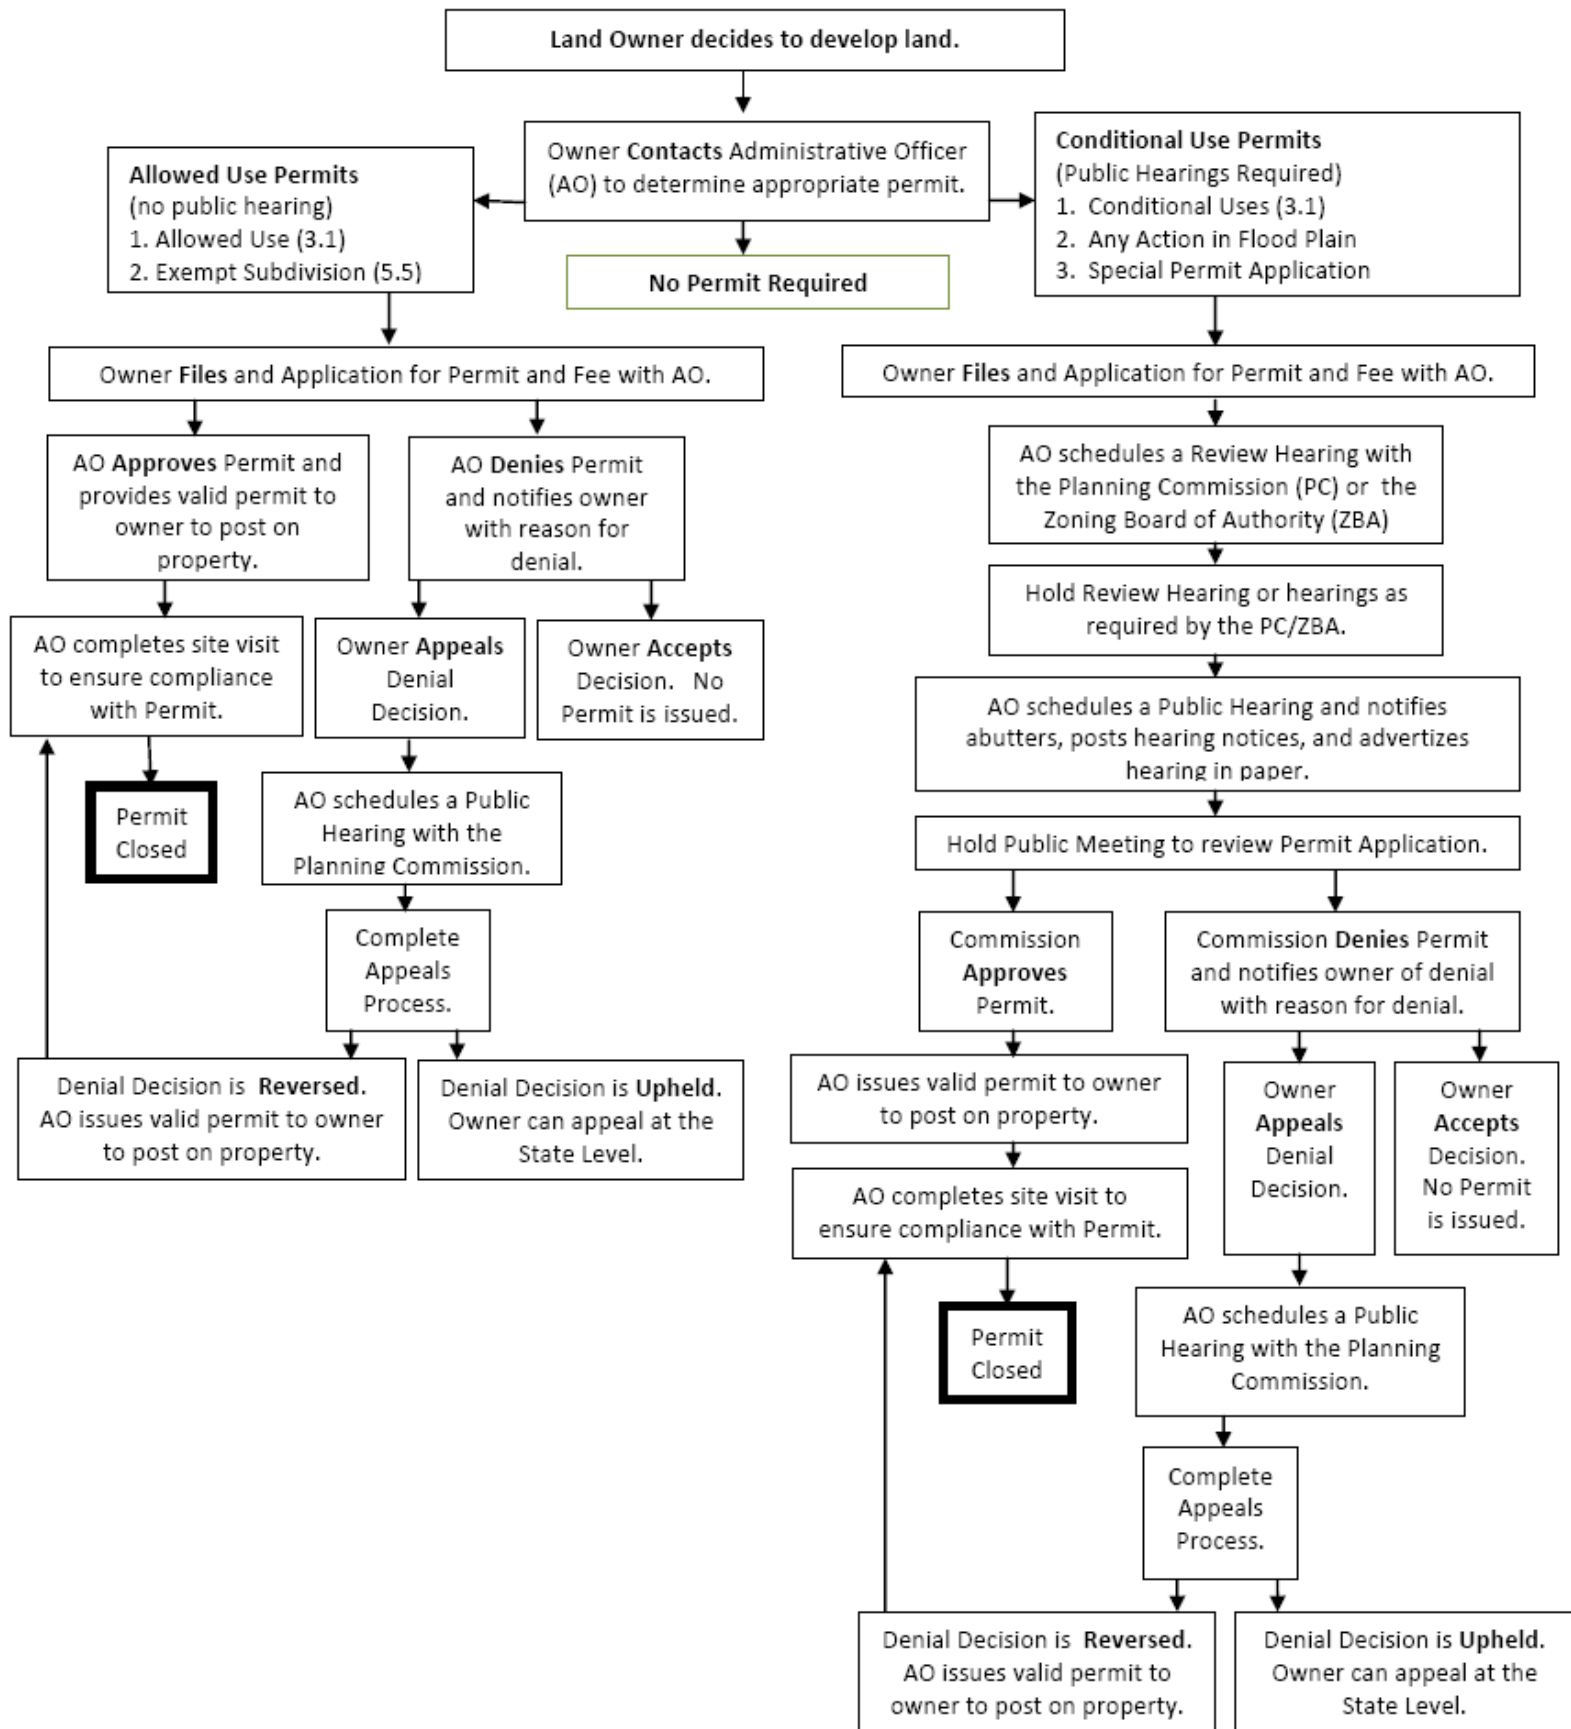 Land Owner decides to develop land.
Owner Contacts Administrative Officer
(AO) to determine appropriate permit.
Allowed Use Permits
(no public hearing)
1. Allowed Use (3.1)
2. Exempt Subdivision (5.5)
No Permit Required
Conditional Use Permits
(Public Hearings Required)
1. Conditional Uses (3.1)
2. Any Action in Flood Plain
3. Special Permit Application
Owner Files and Application for Permit and Fee with AO.
AO Approves Permit and
provides valid permit to
owner to post on
property.
AO Denies Permit
and notifies owner
with reason for
denial.
AO completes site visit
to ensure compliance
with Permit.
Owner Appeals
Denial
Decision.
Owner Accepts
Decision. No
Permit is issued.
Permit
Closed
AO schedules a Public
Hearing with the
Planning Commission.
Complete
Appeals
Process.
Denial Decision is Reversed.
AO issues valid permit to owner
to post on property.
Denial Decision is Upheld.
Owner can appeal at the
State Level.
Owner Files and Application for Permit and Fee with AO.
AO schedules a Review Hearing with
the Planning Commission (PC) or the
Zoning Board of Authority (ZBA)
Hold Review Hearing or hearings as
required by the PC/ZBA.
AO schedules a Public Hearing and notifies
abutters, posts hearing notices, and advertizes
hearing in paper.
Hold Public Meeting to review Permit Application.
Commission
Approves
Permit.
Commission Denies Permit
and notifies owner of denial
with reason for denial.
AO issues valid permit to owner
to post on property.
Owner
Appeals
Denial
Decision.
Owner
Accepts
Decision.
No Permit
is issued.
AO completes site visit to
ensure compliance with Permit.
Permit
Closed
AO schedules a Public
Hearing with the Planning
Commission.
Complete
Appeals
Process.
Denial Decision is Reversed.
AO issues valid permit to
owner to post on property.
Denial Decision is Upheld.
Owner can appeal at the
State Level.